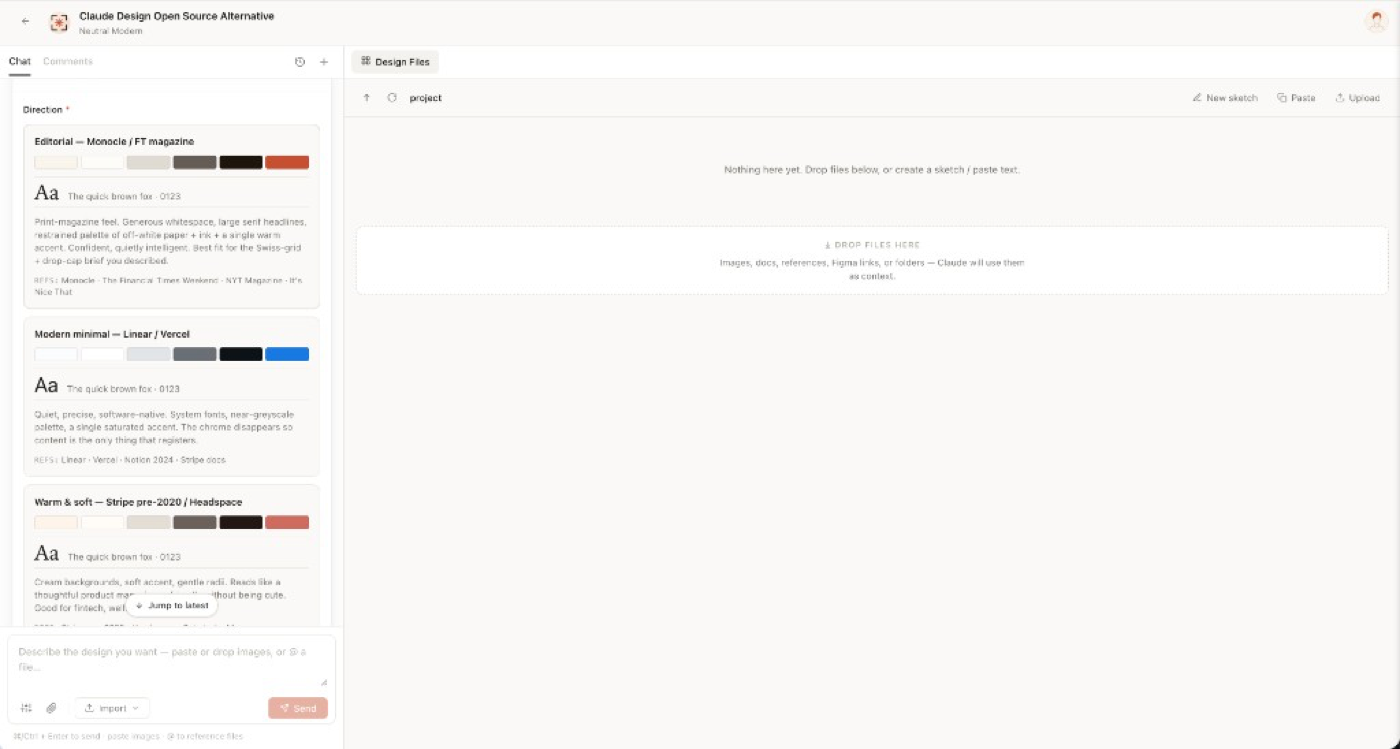 Claude Design Open Source Alternative
Neutral Modern
Chat Comments
Design Files
project
New sketch Paste Upload
Direction *
Editorial — Monocle / FT magazine
Aa The quick brown fox · 0123
Print-magazine feel. Generous whitespace, large serif headlines,
restrained palette of off-white paper + ink + a single warm
accent. Confident, quietly intelligent. Best fit for the Swiss-grid
+ drop-cap brief you described.
REFS: Monocle · The Financial Times Weekend · NYT Magazine · It's
Nice That
Modern minimal — Linear / Vercel
Aa The quick brown fox · 0123
Quiet, precise, software-native. System fonts, near-greyscale
palette, a single saturated accent. The chrome disappears so
content is the only thing that registers.
REFS: Linear · Vercel · Notion 2024 · Stripe docs
Warm & soft — Stripe pre-2020 / Headspace
Aa The quick brown fox · 0123
Cream backgrounds, soft accent, gentle radii. Reads like a
thoughtful product without being cute.
Good for fintech,
Jump to latest
Describe the design you want — paste or drop images, or @ a
file...
Import
Send
⌘/Ctrl + Enter to send · paste images · @ to reference files
Nothing here yet. Drop files below, or create a sketch / paste text.
DROP FILES HERE
Images, docs, references, Figma links, or folders — Claude will use them
as context.